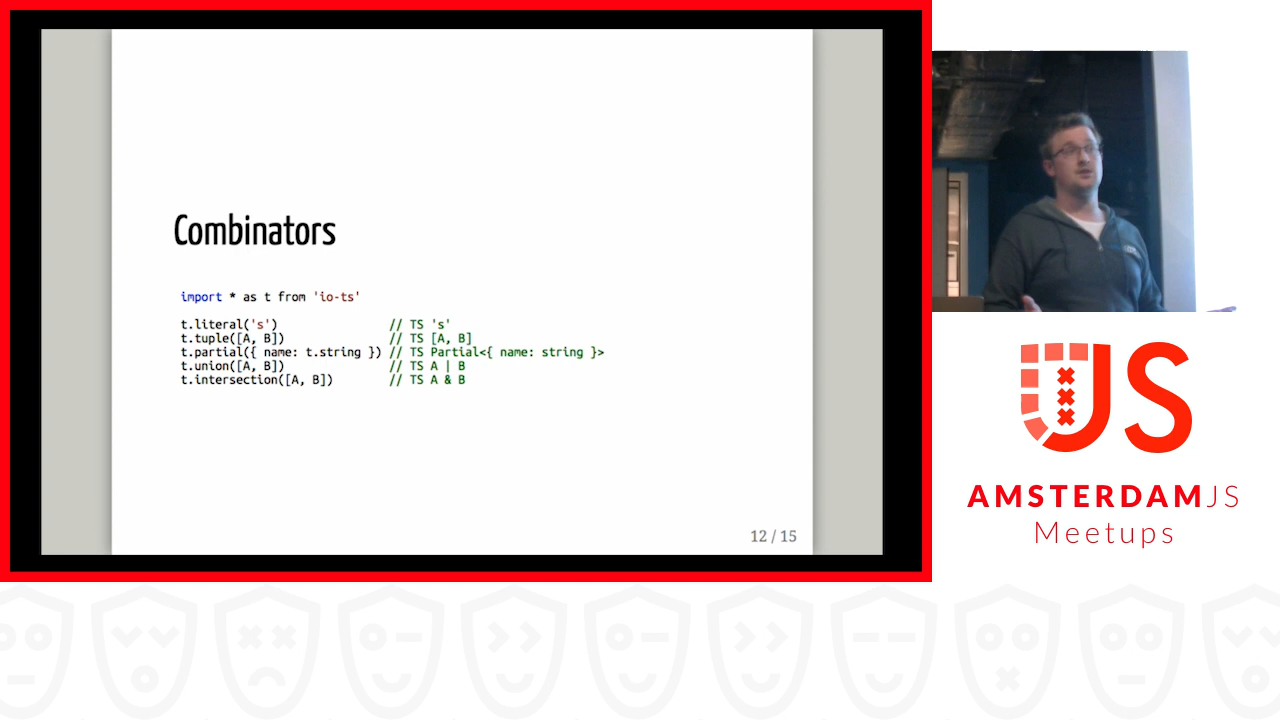 Combinators
import * as t from 'io-ts'
t.literal('s') // TS 's'
t.tuple([A, B]) // TS [A, B]
t.partial({ name: t.string }) // TS Partial<{ name: string }>
t.union([A, B]) // TS A | B
t.intersection([A, B]) // TS A & B
12 / 15
JS
AMSTERDAMJS
Meetups